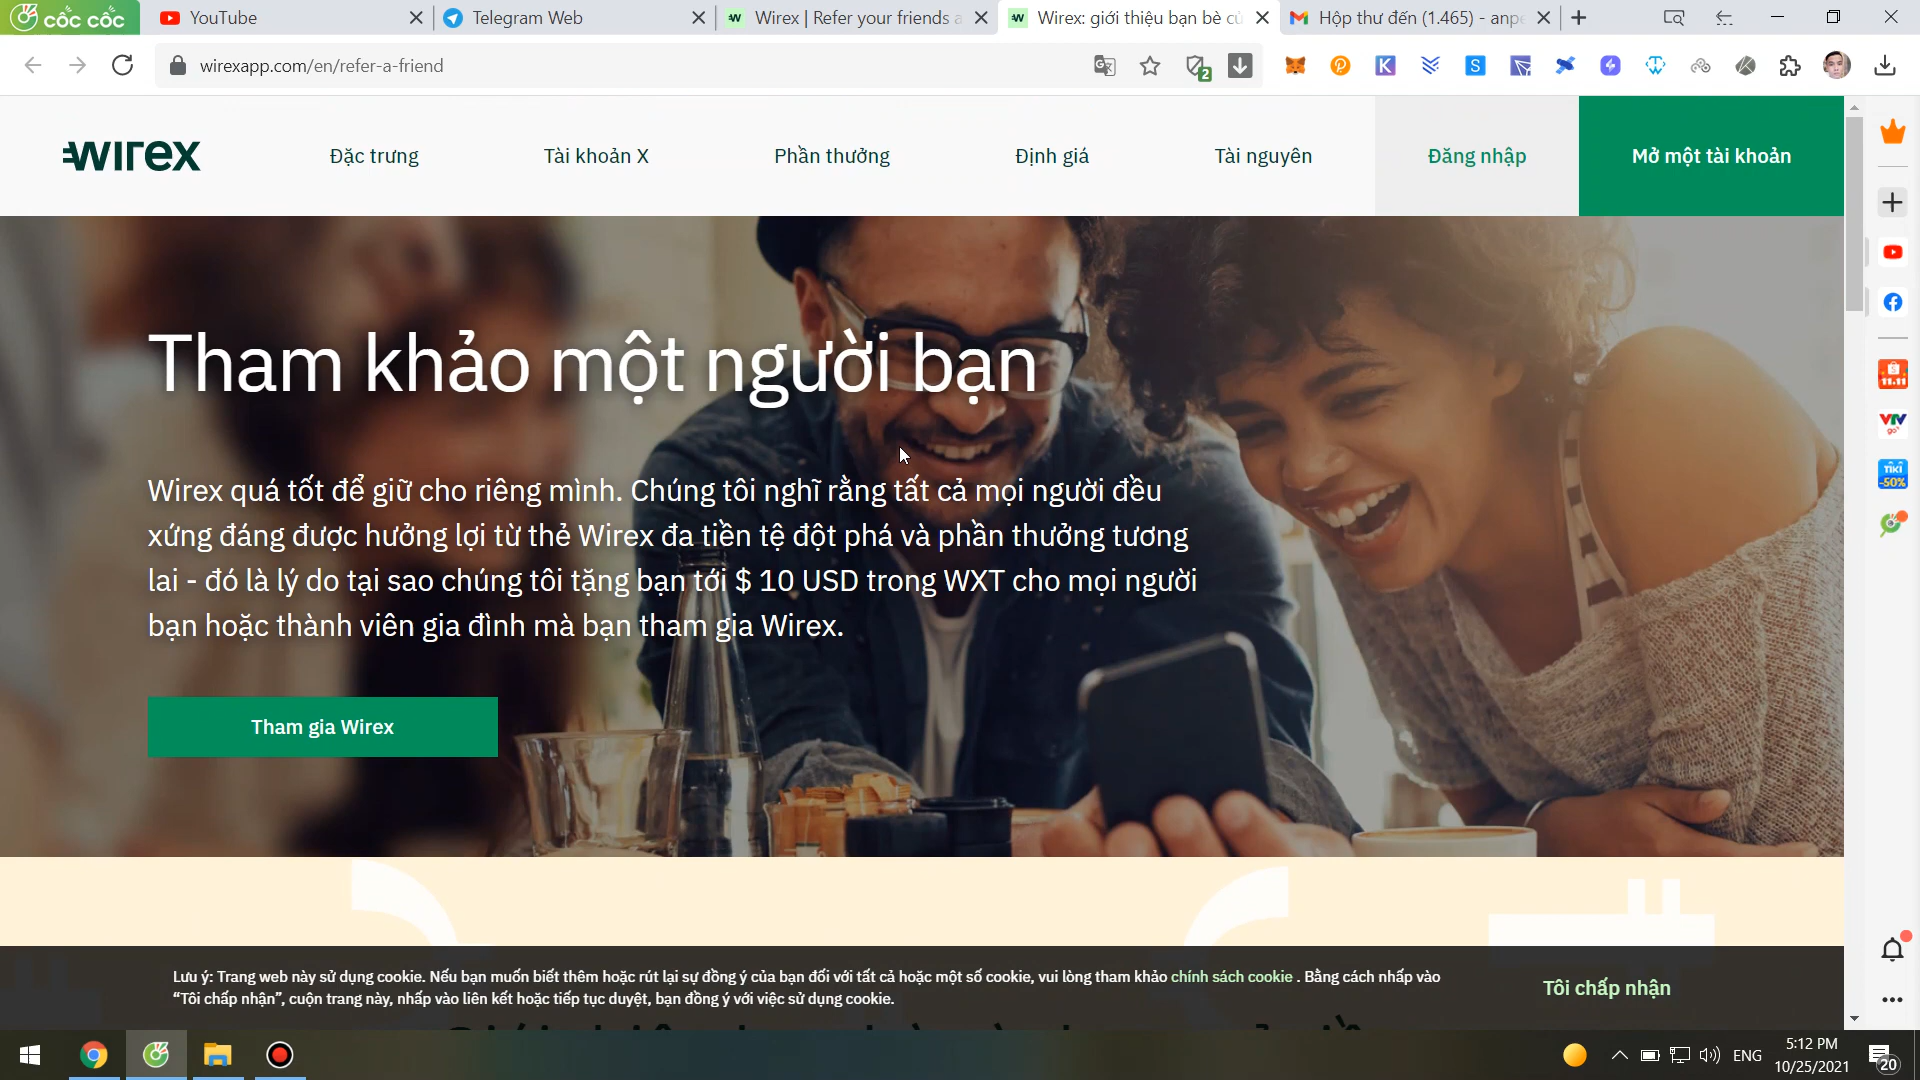 cốc cốc
YouTube
Telegram Web
Wirex | Refer your friends a
Wirex: giới thiệu bạn bè củ
Hộp thư đến (1.465) - anpe
wirexapp.com/en/refer-a-friend
2
wirex
Đặc trưng
Tài khoản X
Phần thưởng
Định giá
Tài nguyên
Đăng nhập
Mở một tài khoản
Tham khảo một người bạn
Wirex quá tốt để giữ cho riêng mình. Chúng tôi nghĩ rằng tất cả mọi người đều
xứng đáng được hưởng lợi từ thẻ Wirex đa tiền tệ đột phá và phần thưởng tương
lai - đó là lý do tại sao chúng tôi tặng bạn tới $ 10 USD trong WXT cho mọi người
bạn hoặc thành viên gia đình mà bạn tham gia Wirex.
Tham gia Wirex
11.11
VTV
go
TIKI
-50%
Lưu ý: Trang web này sử dụng cookie. Nếu bạn muốn biết thêm hoặc rút lại sự đồng ý của bạn đối với tất cả hoặc một số cookie, vui lòng tham khảo chính sách cookie . Bằng cách nhấp vào
“Tôi chấp nhận”, cuộn trang này, nhấp vào liên kết hoặc tiếp tục duyệt, bạn đồng ý với việc sử dụng cookie.
Tôi chấp nhận
ENG
5:12 PM
10/25/2021
20